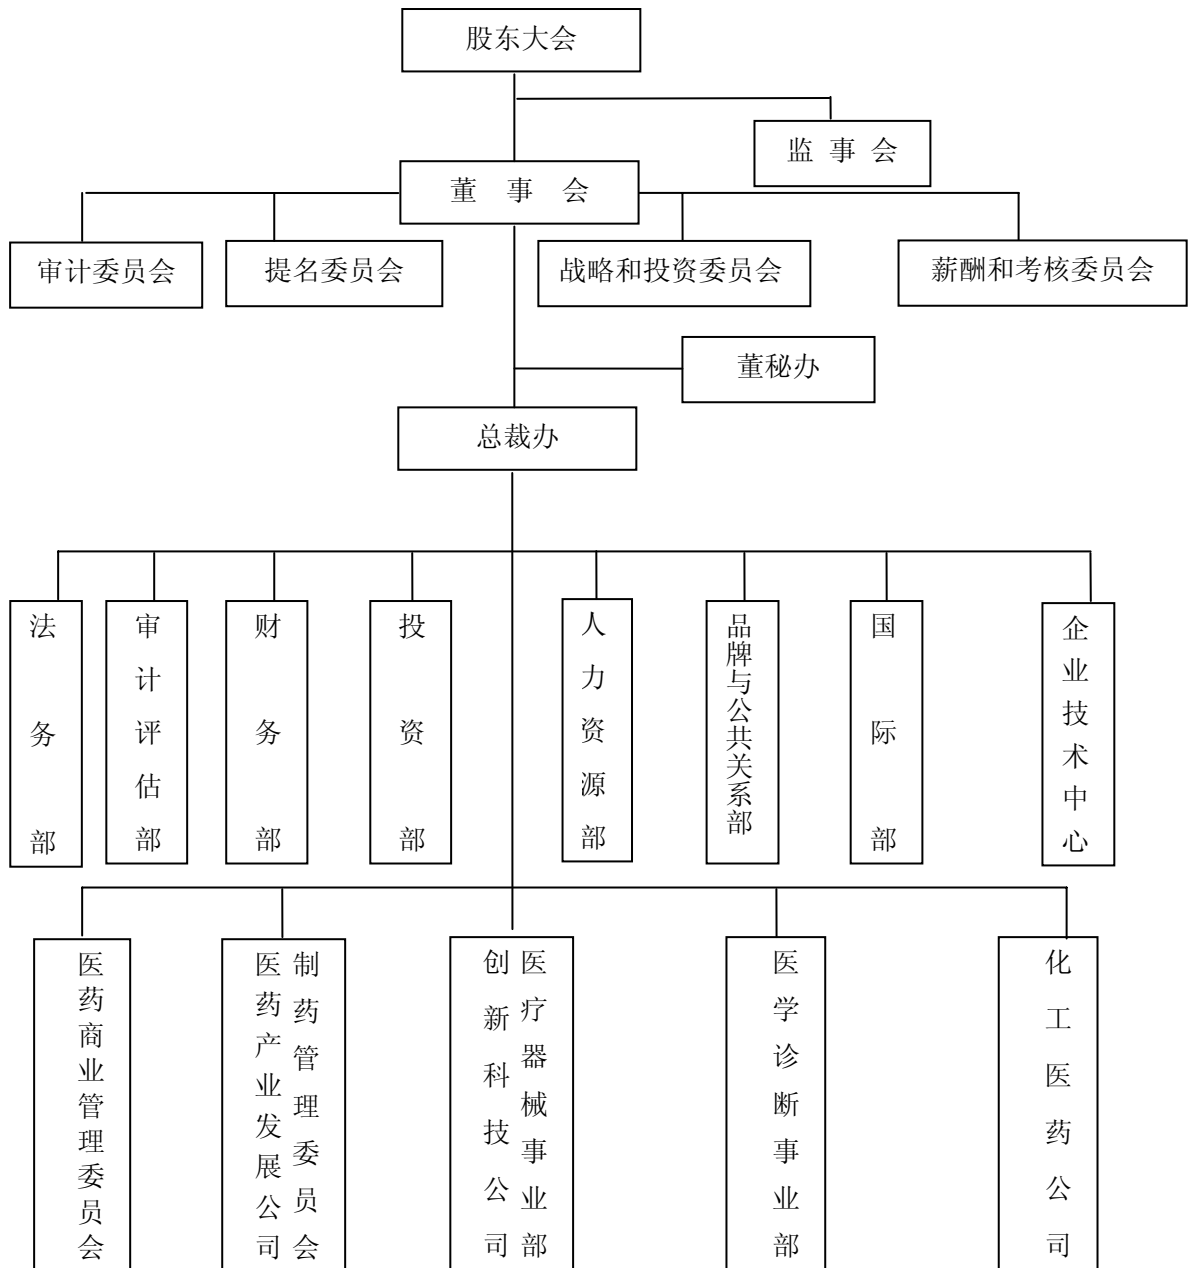 股东大会
监 事 会
董 事 会
审计委员会
提名委员会
战略和投资委员会
薪酬和考核委员会
董秘办
总裁办
法务部
审计评估部
财务部
投资部
人力资源部
品牌与公共关系部
国际部
企业技术中心
医药商业管理委员会
制药管理委员会
医药产业发展公司
医疗器械事业部
创新科技公司
医学诊断事业部
化工医药公司